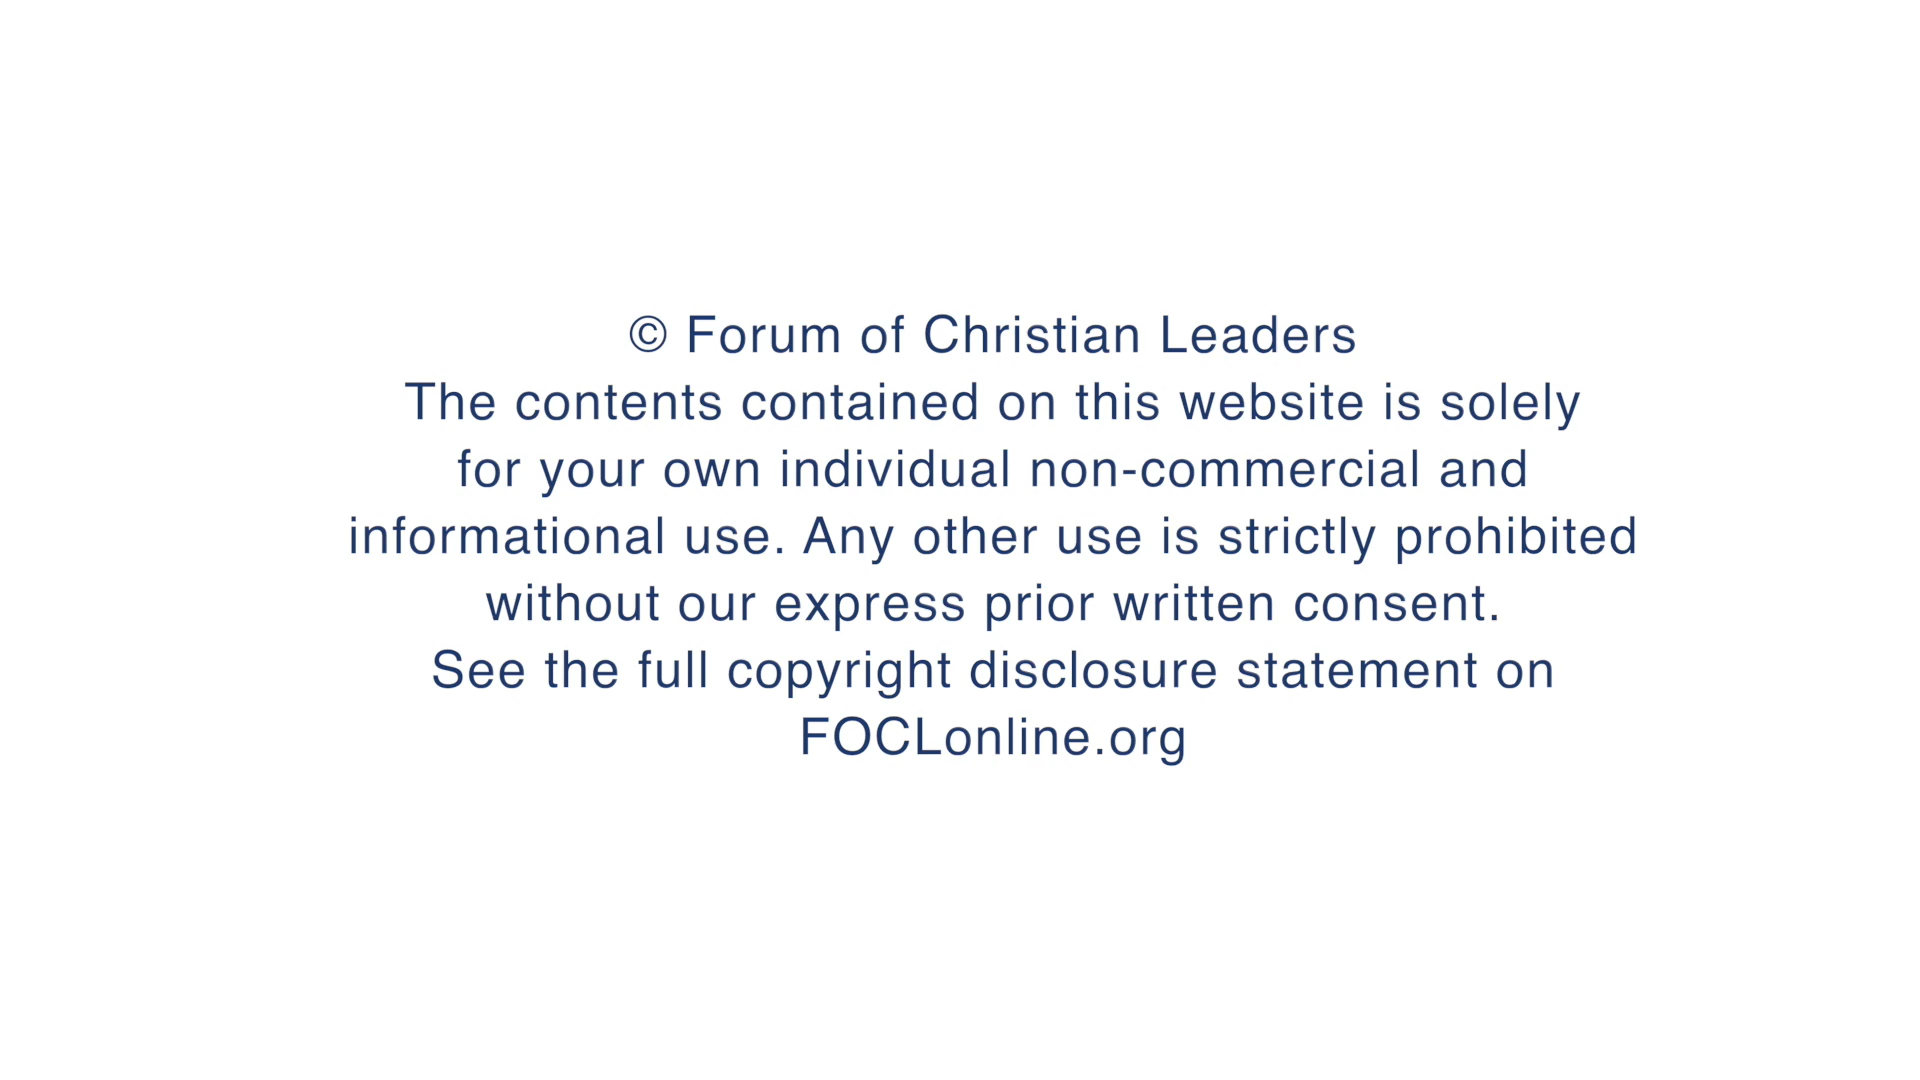 © Forum of Christian Leaders
The contents contained on this website is solely
for your own individual non-commercial and
informational use. Any other use is strictly prohibited
without our express prior written consent.
See the full copyright disclosure statement on
FOCLonline.org